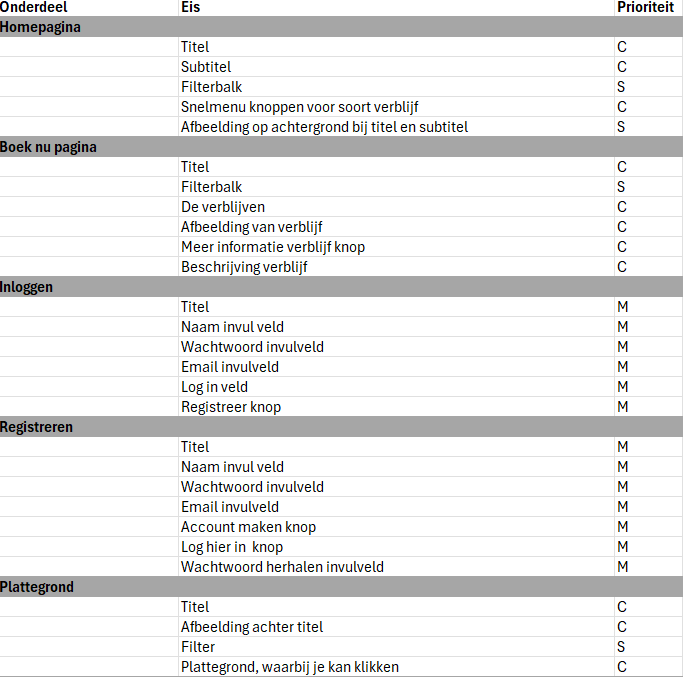 Onderdeel Eis Prioriteit
Homepagina
Titel C
Subtitel C
Filterbalk S
Snelmenu knoppen voor soort verblijf C
Afbeelding op achtergrond bij titel en subtitel S
Boek nu pagina
Titel C
Filterbalk S
De verblijven C
Afbeelding van verblijf C
Meer informatie verblijf knop C
Beschrijving verblijf C
Inloggen
Titel M
Naam invul veld M
Wachtwoord invulveld M
Email invulveld M
Log in veld M
Registreer knop M
Registreren
Titel M
Naam invul veld M
Wachtwoord invulveld M
Email invulveld M
Account maken knop M
Log hier in  knop M
Wachtwoord herhalen invulveld M
Plattegrond
Titel C
Afbeelding achter titel C
Filter S
Plattegrond, waarbij je kan klikken C